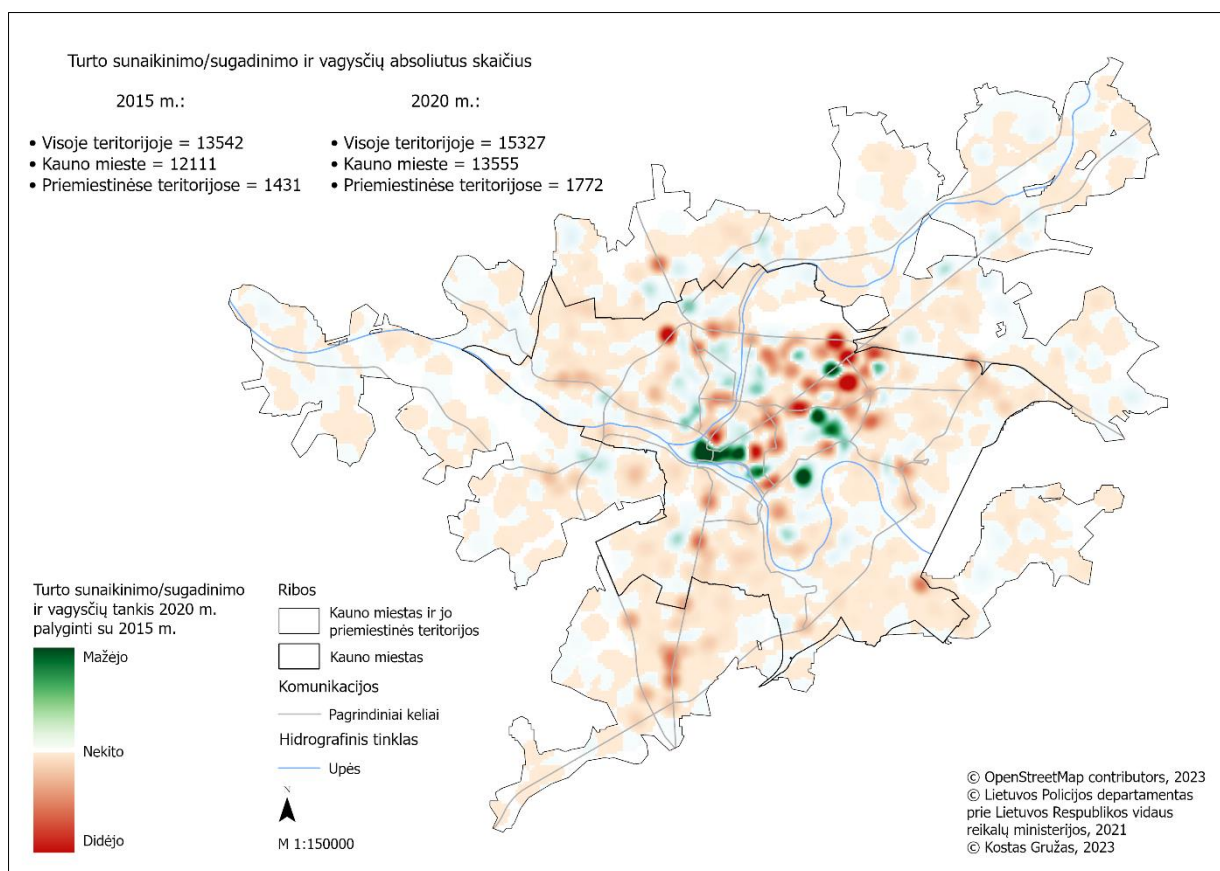 Turto sunaikinimo/sugadinimo ir vagysčių absoliutus skaičius
2015 m.:
• Visoje teritorijoje = 13542
• Kauno mieste = 12111
• Priemiestinėse teritorijose = 1431
2020 m.:
• Visoje teritorijoje = 15327
• Kauno mieste = 13555
• Priemiestinėse teritorijose = 1772
Turto sunaikinimo/sugadinimo
ir vagysčių tankis 2020 m.
palyginti su 2015 m.
Mažėjo
Nekito
Didėjo
Ribos
Kauno miestas ir jo
priemiestinės teritorijos
Kauno miestas
Komunikacijos
Pagrindiniai keliai
Hidrografinis tinklas
Upės
N
M 1:150000
© OpenStreetMap contributors, 2023
© Lietuvos Policijos departamentas
prie Lietuvos Respublikos vidaus
reikalų ministerijos, 2021
© Kostas Gružas, 2023